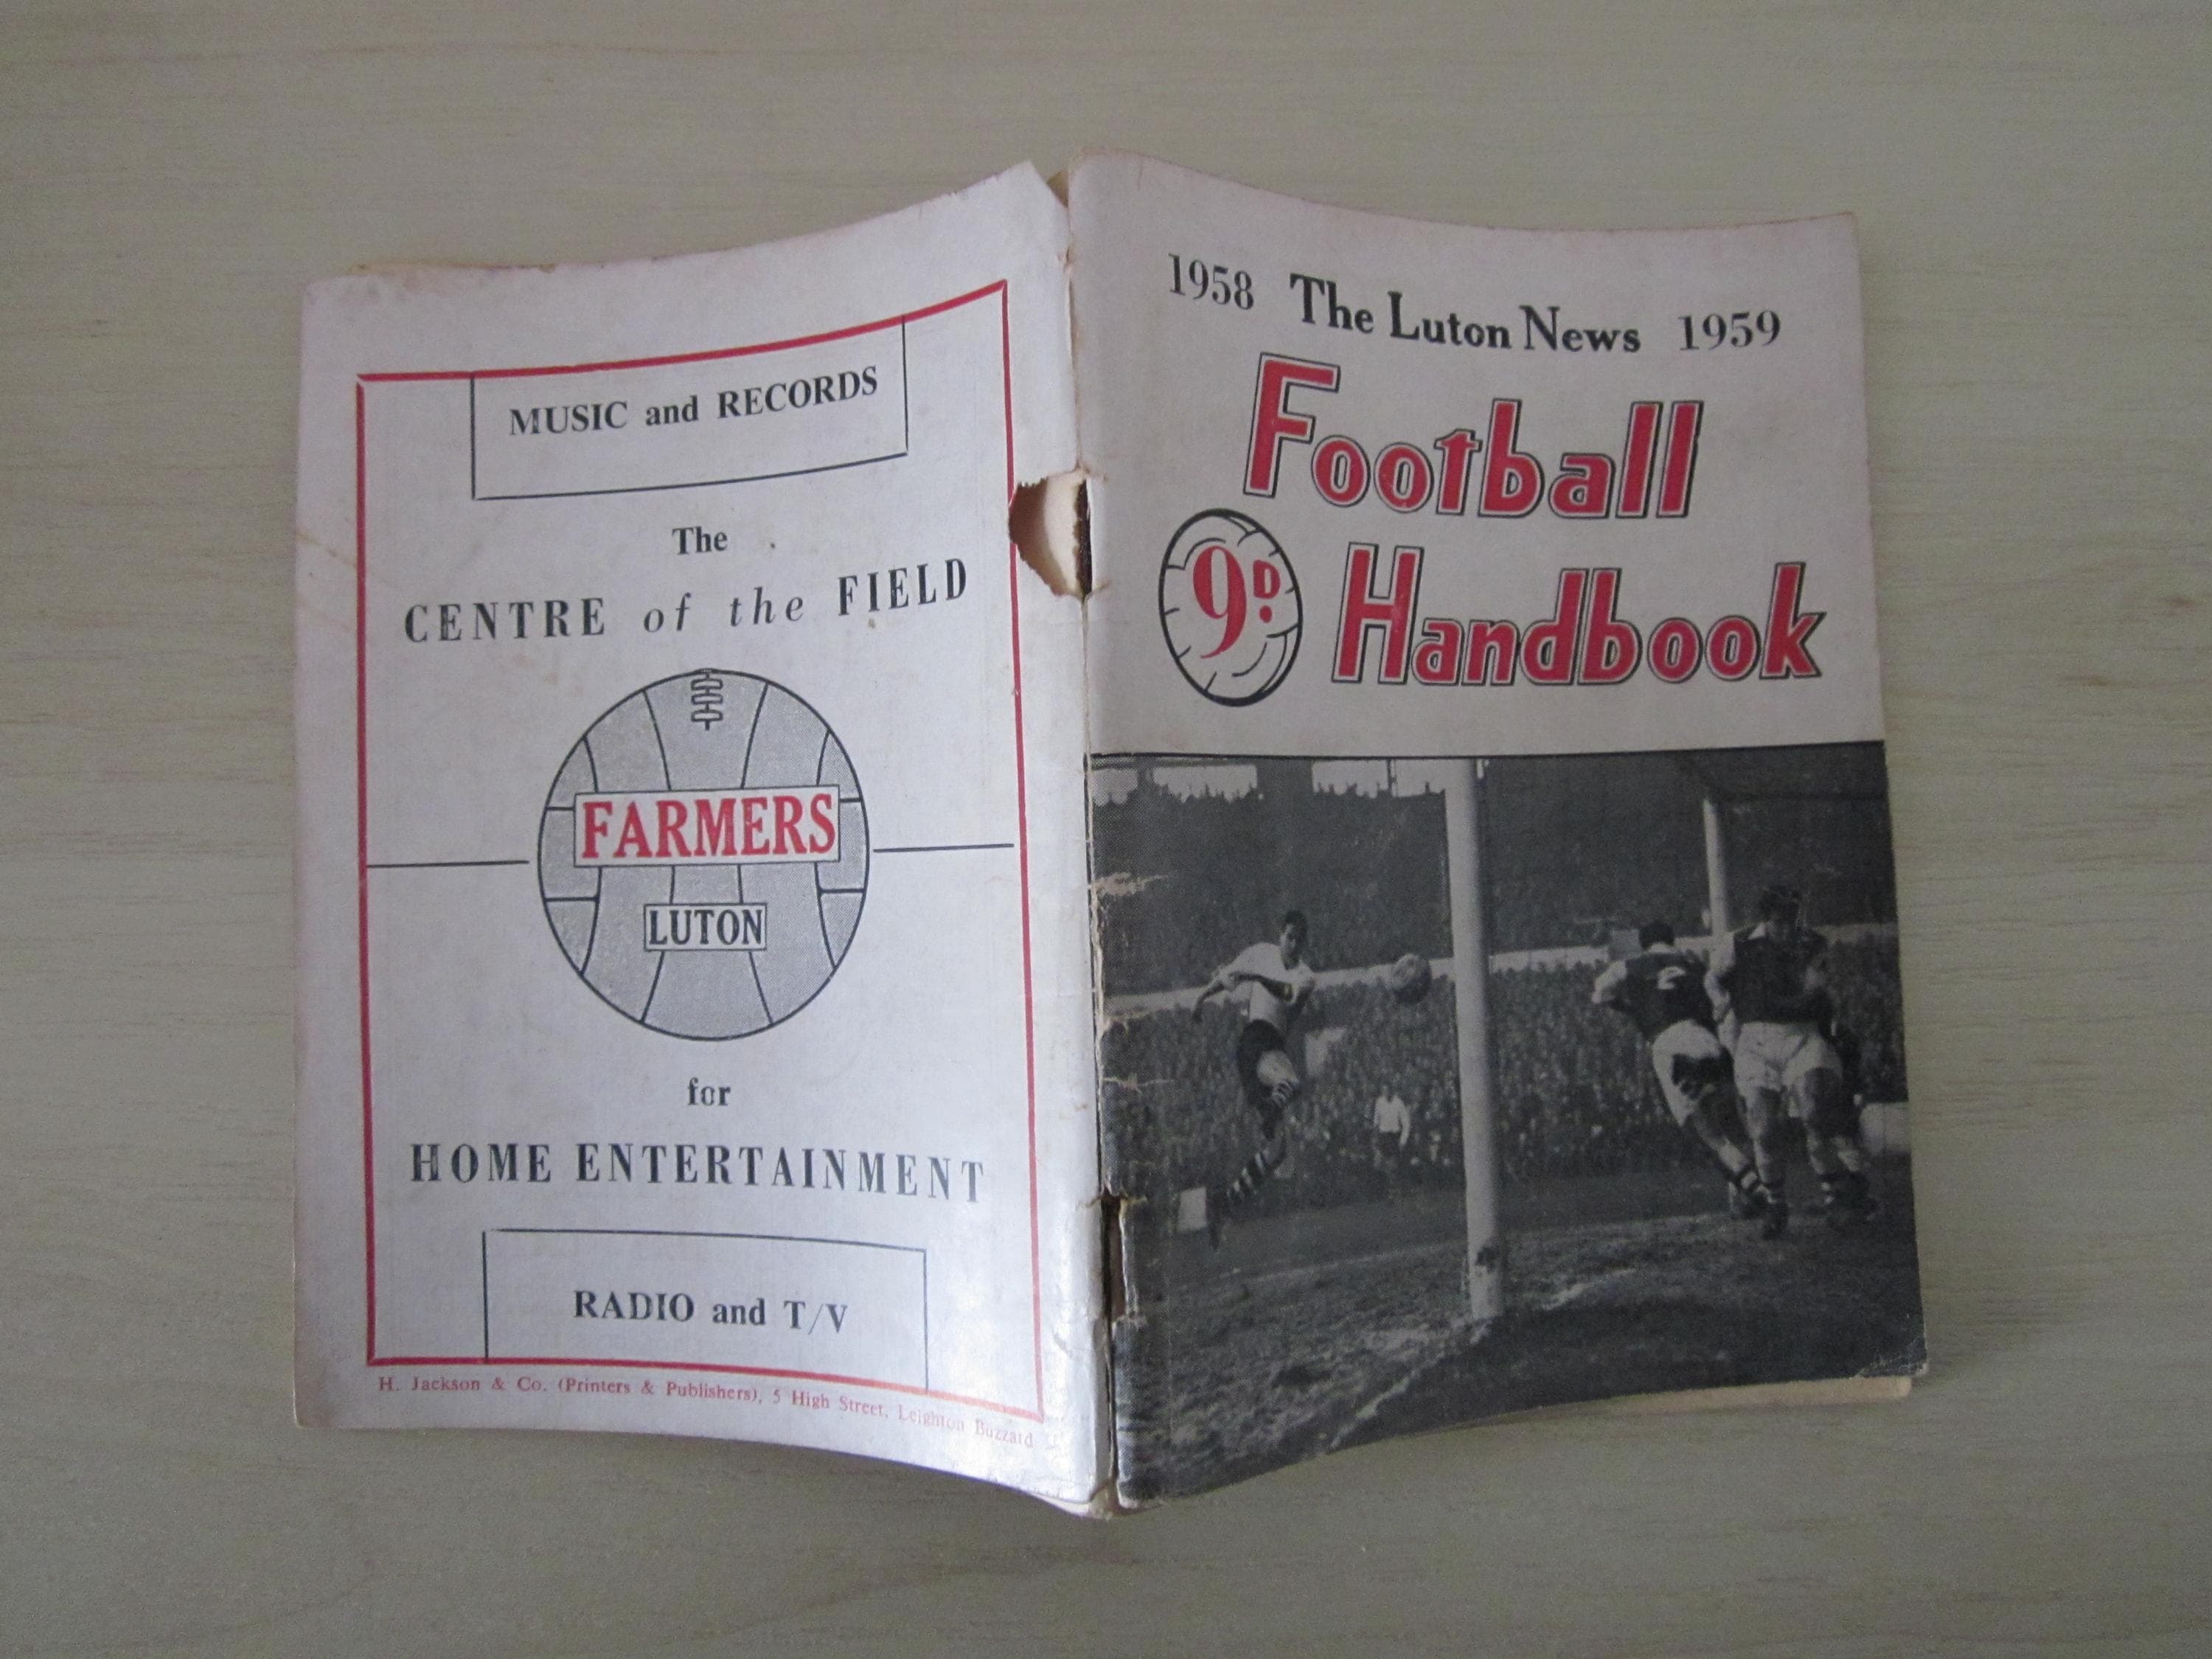 MUSIC and RECORDS
The
CENTRE of the FIELD
FARMERS
LUTON
for
HOME ENTERTAINMENT
RADIO and T/V
H. Jackson & Co. (Printers & Publishers), 5 High Street, Leighton Buzzard
1958 The Luton News 1959
Football
9D.
Handbook
2